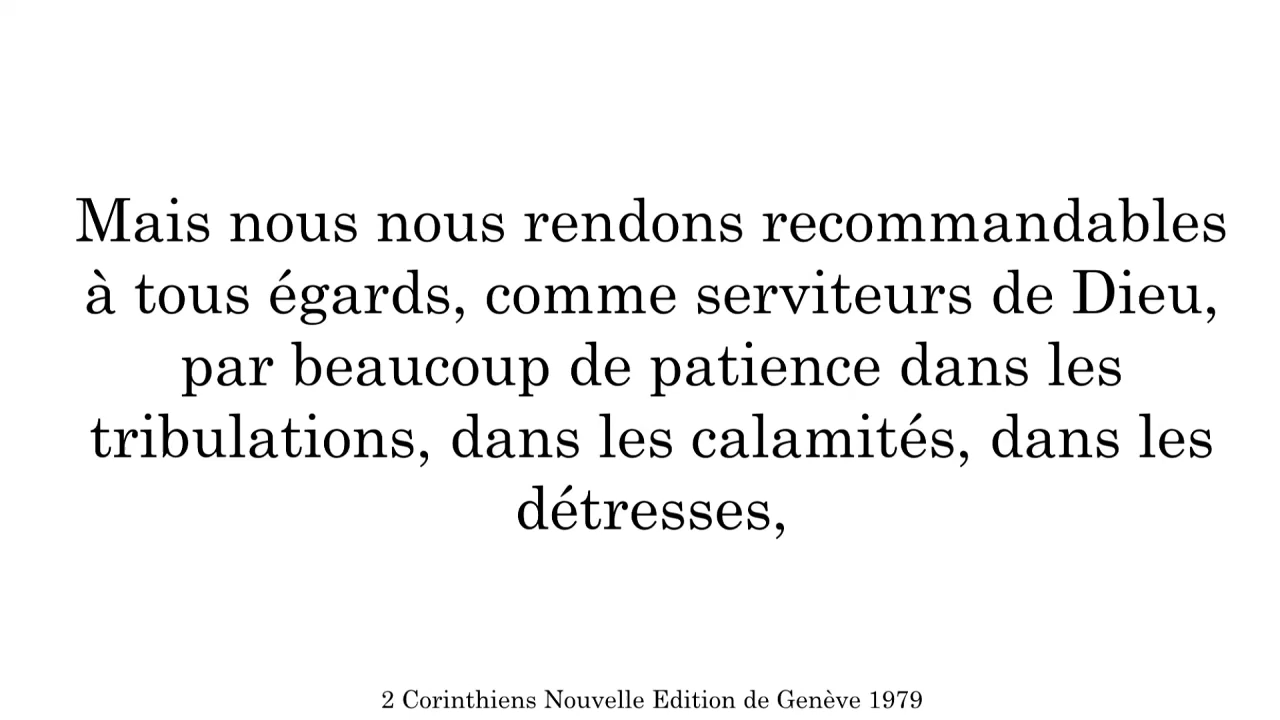 Mais nous nous rendons recommandables
à tous égards, comme serviteurs de Dieu,
par beaucoup de patience dans les
tribulations, dans les calamités, dans les
détresses,
2 Corinthiens Nouvelle Edition de Genève 1979